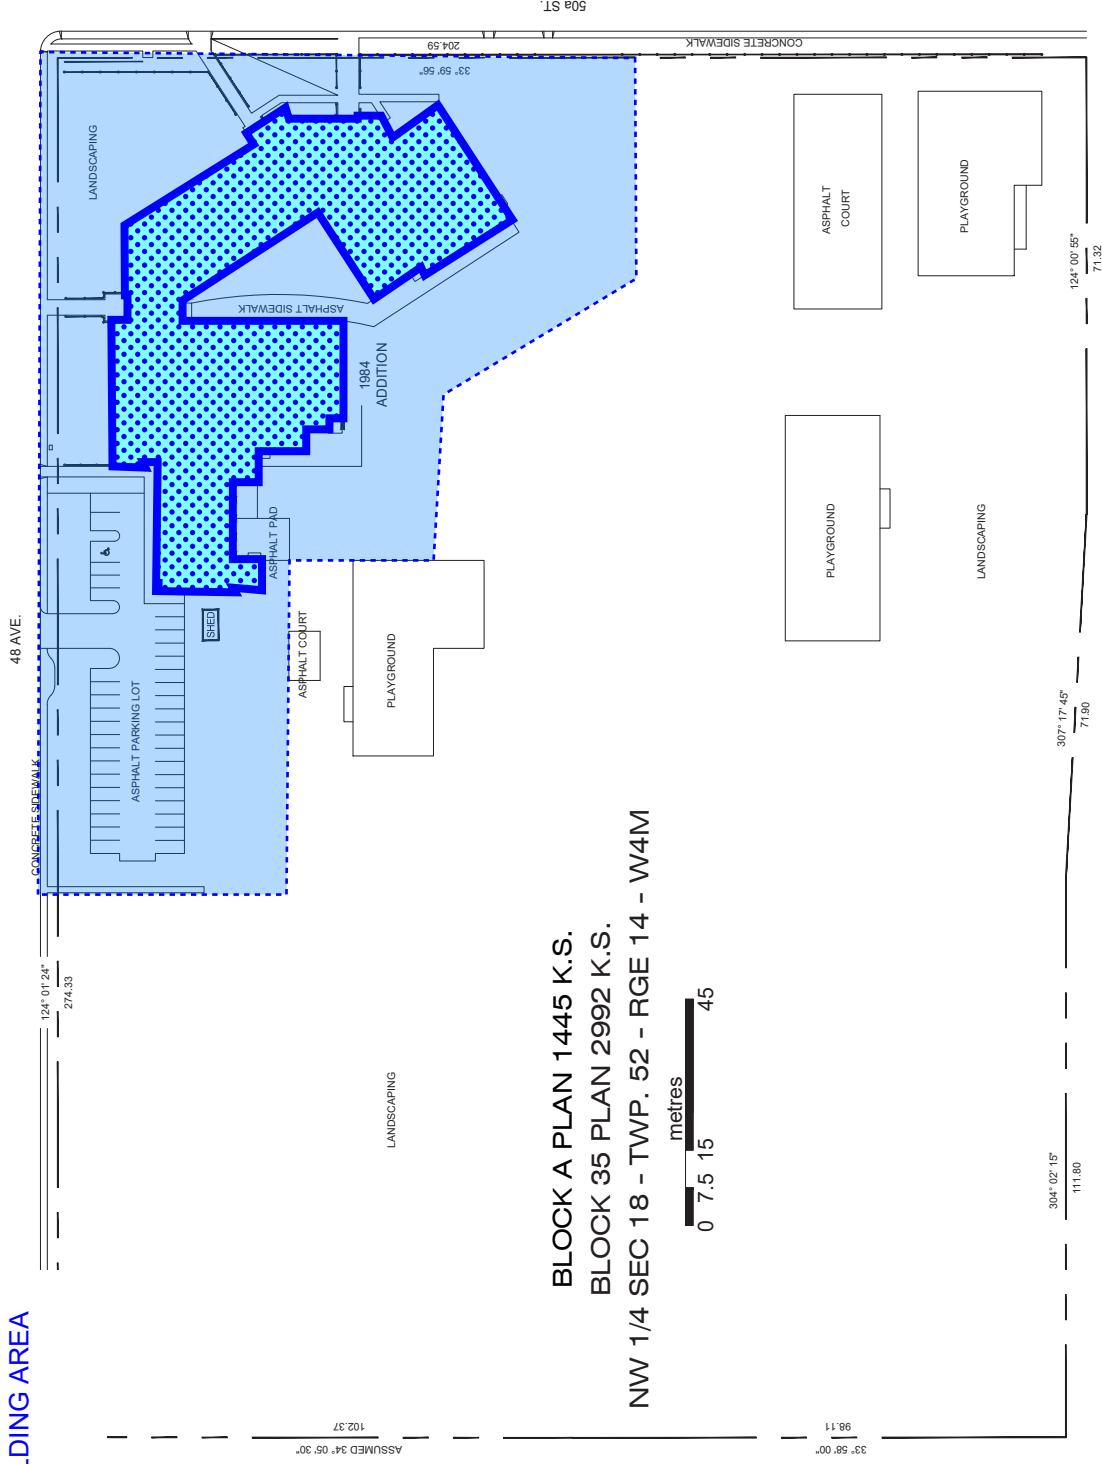 50a ST.
CONCRETE SIDEWALK
204.59
33° 59' 56"
LANDSCAPING
ASPHALT
COURT
PLAYGROUND
124° 00' 55"
71.32
ASPHALT SIDEWALK
1984
ADDITION
ASPHALT PAD
PLAYGROUND
LANDSCAPING
48 AVE.
SHED
ASPHALT COURT
PLAYGROUND
ASPHALT PARKING LOT
CONCRETE SIDEWALK
307° 17' 45"
71.90
124° 01' 24"
274.33
LANDSCAPING
BLOCK A PLAN 1445 K.S.
BLOCK 35 PLAN 2992 K.S.
NW 1/4 SEC 18 - TWP. 52 - RGE 14 - W4M
metres
0 7.5 15 45
304° 02' 15"
111.80
LDING AREA
102.37
ASSUMED 34° 05' 30"
98.11
33° 58' 00"